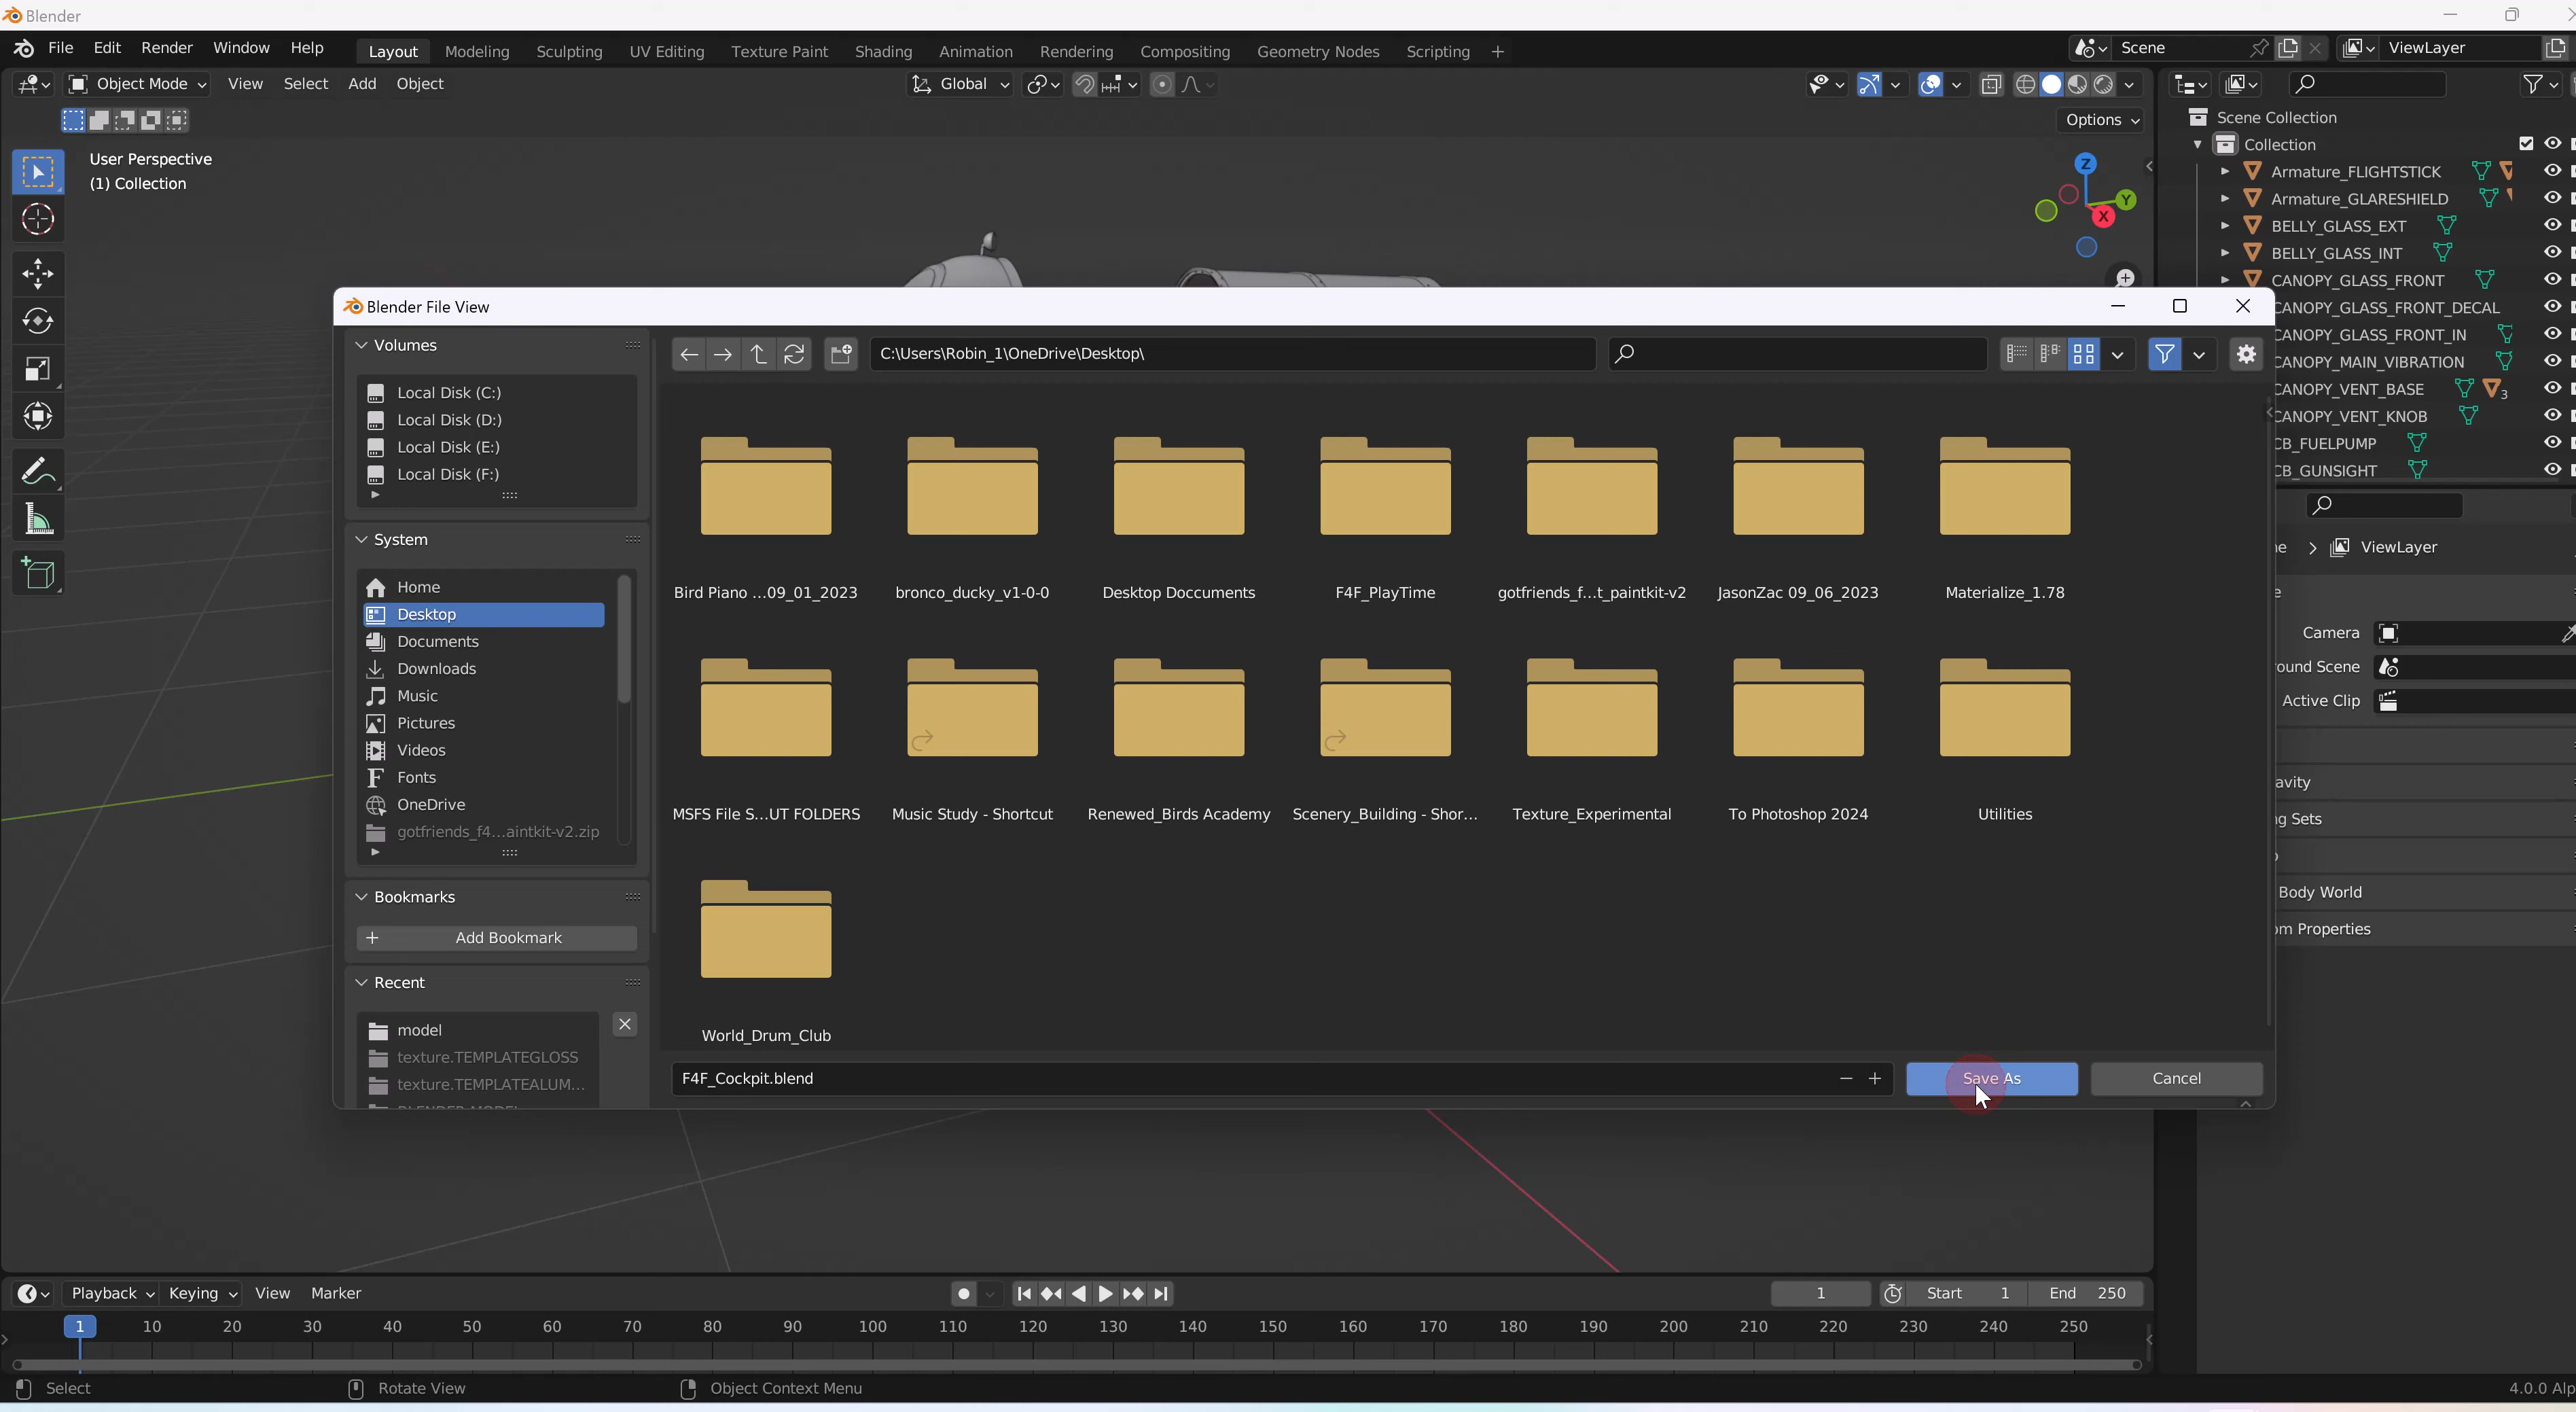 Blender
File Edit Render Window Help Layout Modeling Sculpting UV Editing Texture Paint Shading Animation Rendering Compositing Geometry Nodes Scripting + Scene ViewLayer
Object Mode View Select Add Object Global
Options
User Perspective
(1) Collection
Z
Y
X
Scene Collection
Collection
Armature_FLIGHTSTICK
Armature_GLARESHIELD
BELLY_GLASS_EXT
BELLY_GLASS_INT
CANOPY_GLASS_FRONT
CANOPY_GLASS_FRONT_DECAL
CANOPY_GLASS_FRONT_IN
CANOPY_MAIN_VIBRATION
CANOPY_VENT_BASE 3
CANOPY_VENT_KNOB
CB_FUELPUMP
CB_GUNSIGHT
ne > ViewLayer
e
Camera
round Scene
Active Clip
avity
ng Sets
Body World
om Properties
Blender File View
Volumes
Local Disk (C:)
Local Disk (D:)
Local Disk (E:)
Local Disk (F:)
System
Home
Desktop
Documents
Downloads
Music
Pictures
Videos
Fonts
OneDrive
gotfriends_f4...aintkit-v2.zip
Bookmarks
+ Add Bookmark
Recent
model
texture.TEMPLATEGLOSS
texture.TEMPLATEALUM...
C:\Users\Robin_1\OneDrive\Desktop\
Bird Piano ...09_01_2023 bronco_ducky_v1-0-0 Desktop Doccuments F4F_PlayTime gotfriends_f...t_paintkit-v2 JasonZac 09_06_2023 Materialize_1.78
MSFS File S...UT FOLDERS Music Study - Shortcut Renewed_Birds Academy Scenery_Building - Shor... Texture_Experimental To Photoshop 2024 Utilities
World_Drum_Club
F4F_Cockpit.blend − + Save As Cancel
Playback Keying View Marker 1 Start 1 End 250
1 10 20 30 40 50 60 70 80 90 100 110 120 130 140 150 160 170 180 190 200 210 220 230 240 250
Select Rotate View Object Context Menu 4.0.0 Alp